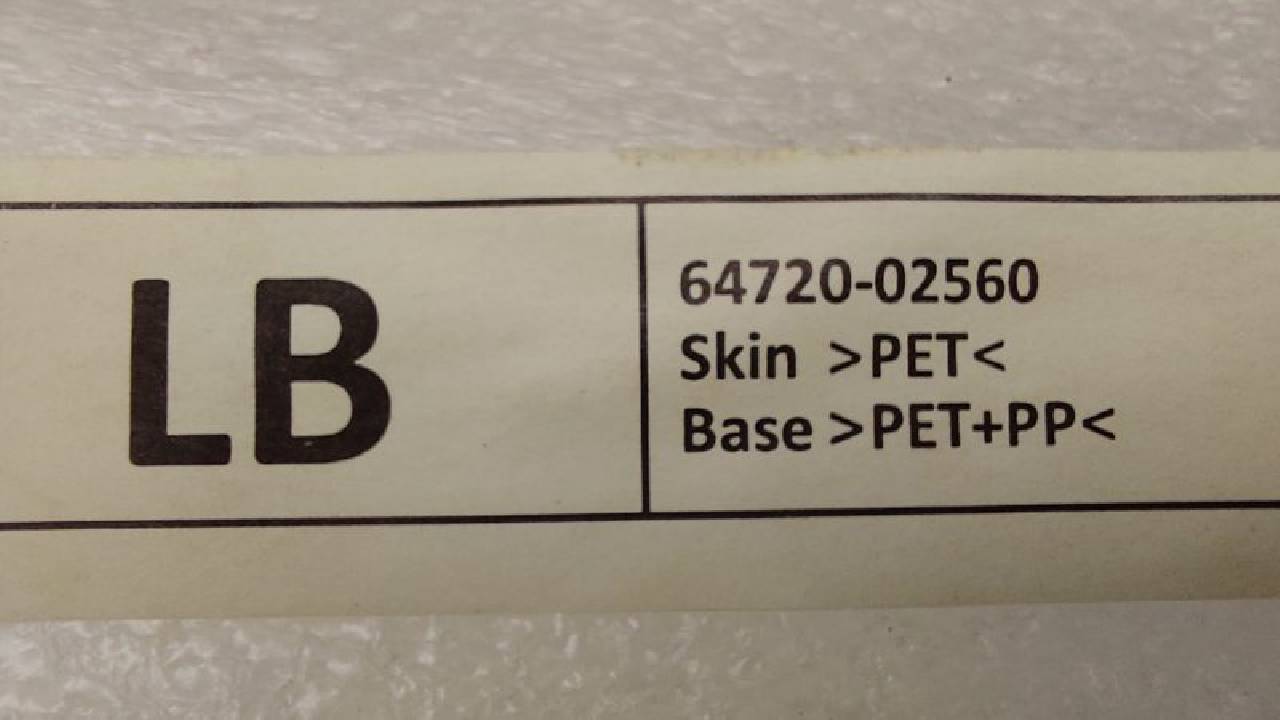 LB
64720-02560
Skin >PET<
Base >PET+PP<